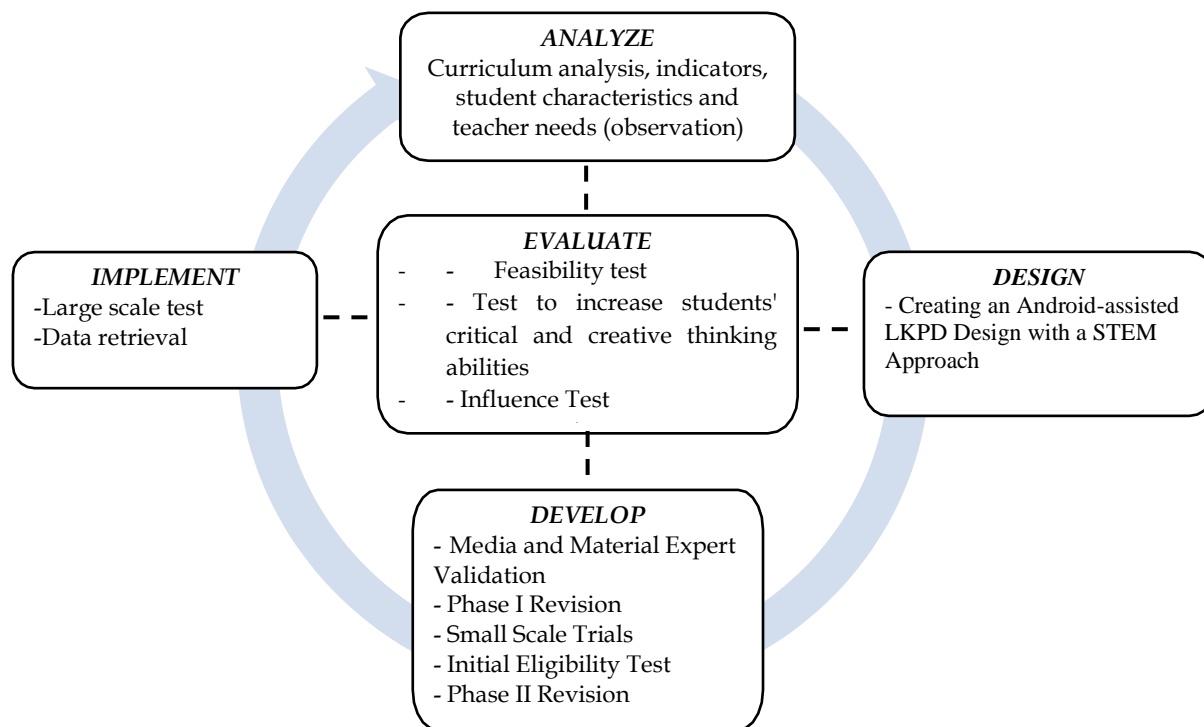 ANALYZE
Curriculum analysis, indicators,
student characteristics and
teacher needs (observation)
EVALUATE
- - Feasibility test
- - Test to increase students'
critical and creative thinking
abilities
- - Influence Test
IMPLEMENT
-Large scale test
-Data retrieval
DESIGN
- Creating an Android-assisted
LKPD Design with a STEM
Approach
DEVELOP
- Media and Material Expert
Validation
- Phase I Revision
- Small Scale Trials
- Initial Eligibility Test
- Phase II Revision